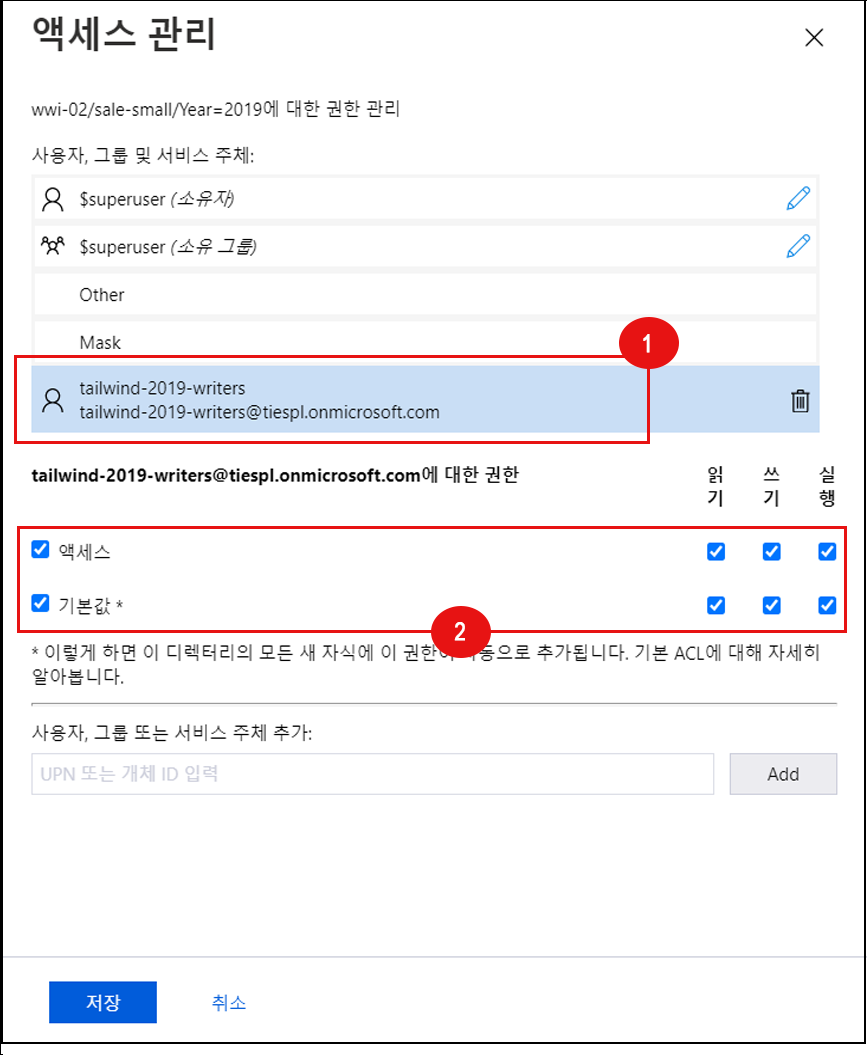 액세스 관리
wwi-02/sale-small/Year=2019에 대한 권한 관리
사용자, 그룹 및 서비스 주체:
$superuser (소유자)
$superuser (소유 그룹)
Other
Mask
1
tailwind-2019-writers
tailwind-2019-writers@tiespl.onmicrosoft.com
tailwind-2019-writers@tiespl.onmicrosoft.com에 대한 권한
읽기 쓰기 실행
액세스
기본값 *
2
* 이렇게 하면 이 디렉터리의 모든 새 자식에 이 권한이 추가됩니다. 기본 ACL에 대해 자세히
알아봅니다.
사용자, 그룹 또는 서비스 주체 추가:
UPN 또는 개체 ID 입력
Add
저장
취소